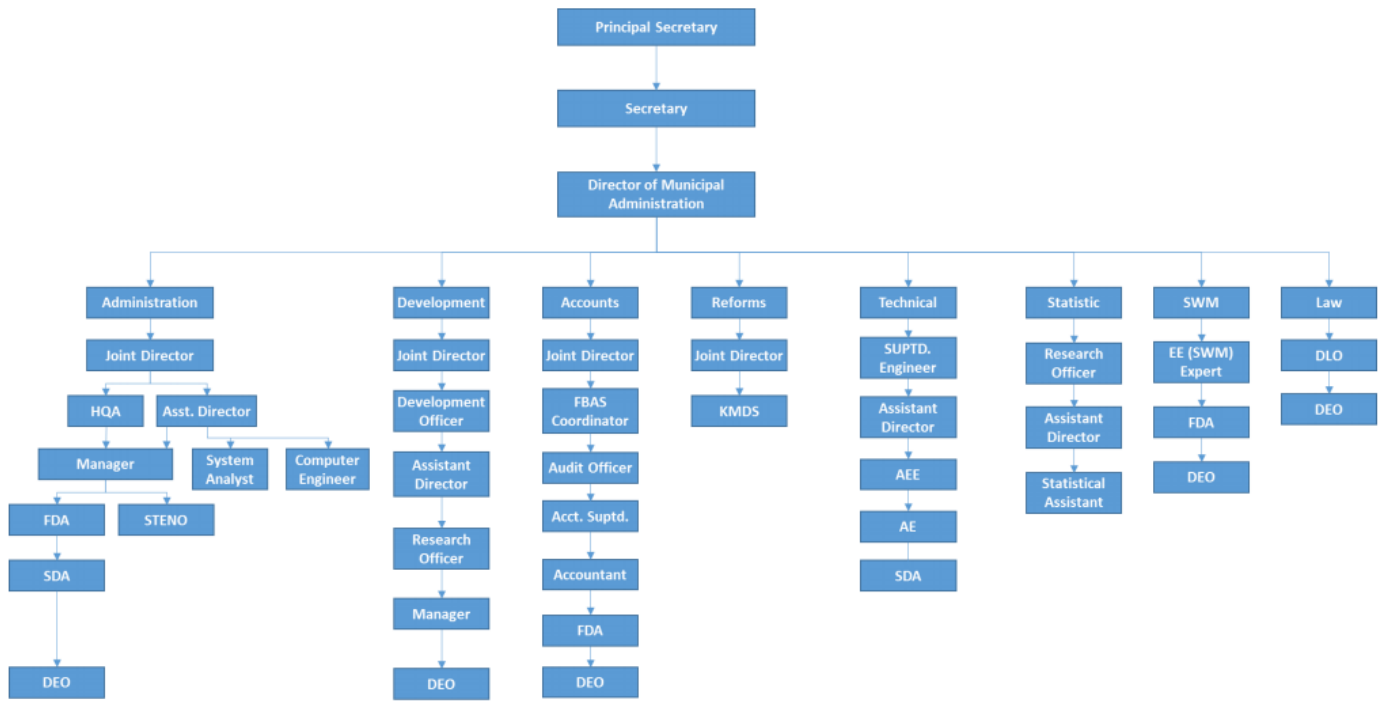 Principal Secretary
Secretary
Director of Municipal
Administration
Administration
Joint Director
HQA
Asst. Director
Manager
System
Analyst
Computer
Engineer
FDA
STENO
SDA
DEO
Development
Joint Director
Development
Officer
Assistant
Director
Research
Officer
Manager
DEO
Accounts
Joint Director
FBAS
Coordinator
Audit Officer
Acct. Suptd.
Accountant
FDA
DEO
Reforms
Joint Director
KMDS
Technical
SUPTD.
Engineer
Assistant
Director
AEE
AE
SDA
Statistic
Research
Officer
Assistant
Director
Statistical
Assistant
SWM
EE (SWM)
Expert
FDA
DEO
Law
DLO
DEO